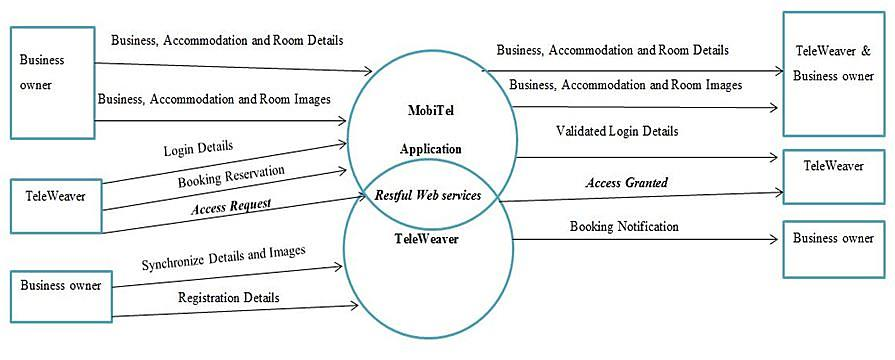 Business
owner
Business, Accommodation and Room Details
Business, Accommodation and Room Images
TeleWeaver
Login Details
Booking Reservation
Access Request
Business owner
Synchronize Details and Images
Registration Details
MobiTel
Application
Restful Web services
TeleWeaver
Business, Accommodation and Room Details
Business, Accommodation and Room Images
Validated Login Details
Access Granted
Booking Notification
TeleWeaver &
Business owner
TeleWeaver
Business owner